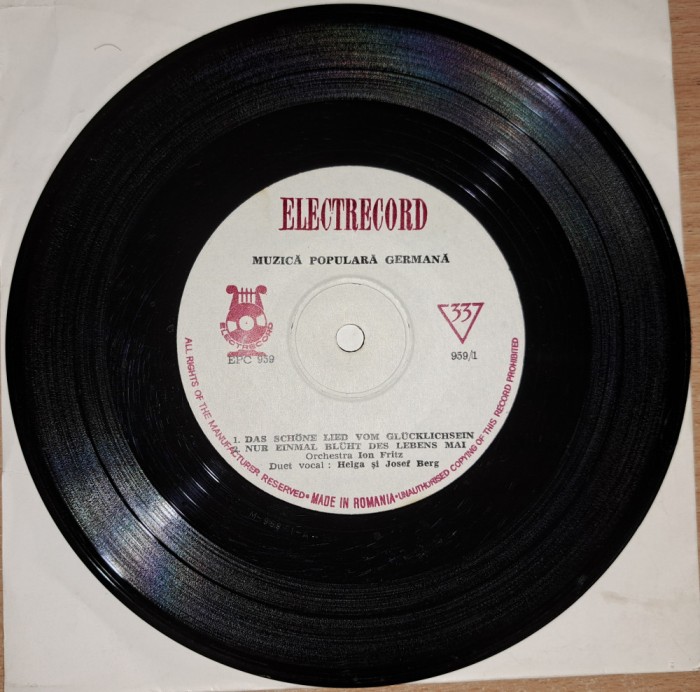 ELECTRECORD
MUZICĂ POPULARĂ GERMANĂ
ELECTRECORD
33
EPC 959
959/1
1. DAS SCHÖNE LIED VOM GLÜCKLICHSEIN
2. NUR EINMAL BLÜHT DES LEBENS MAI
Orchestra Ion Fritz
Duet vocal : Helga și Josef Berg
ALL RIGHTS OF THE MANUFACTURER RESERVED • MADE IN ROMANIA • UNAUTHORISED COPYING OF THIS RECORD PROHIBITED